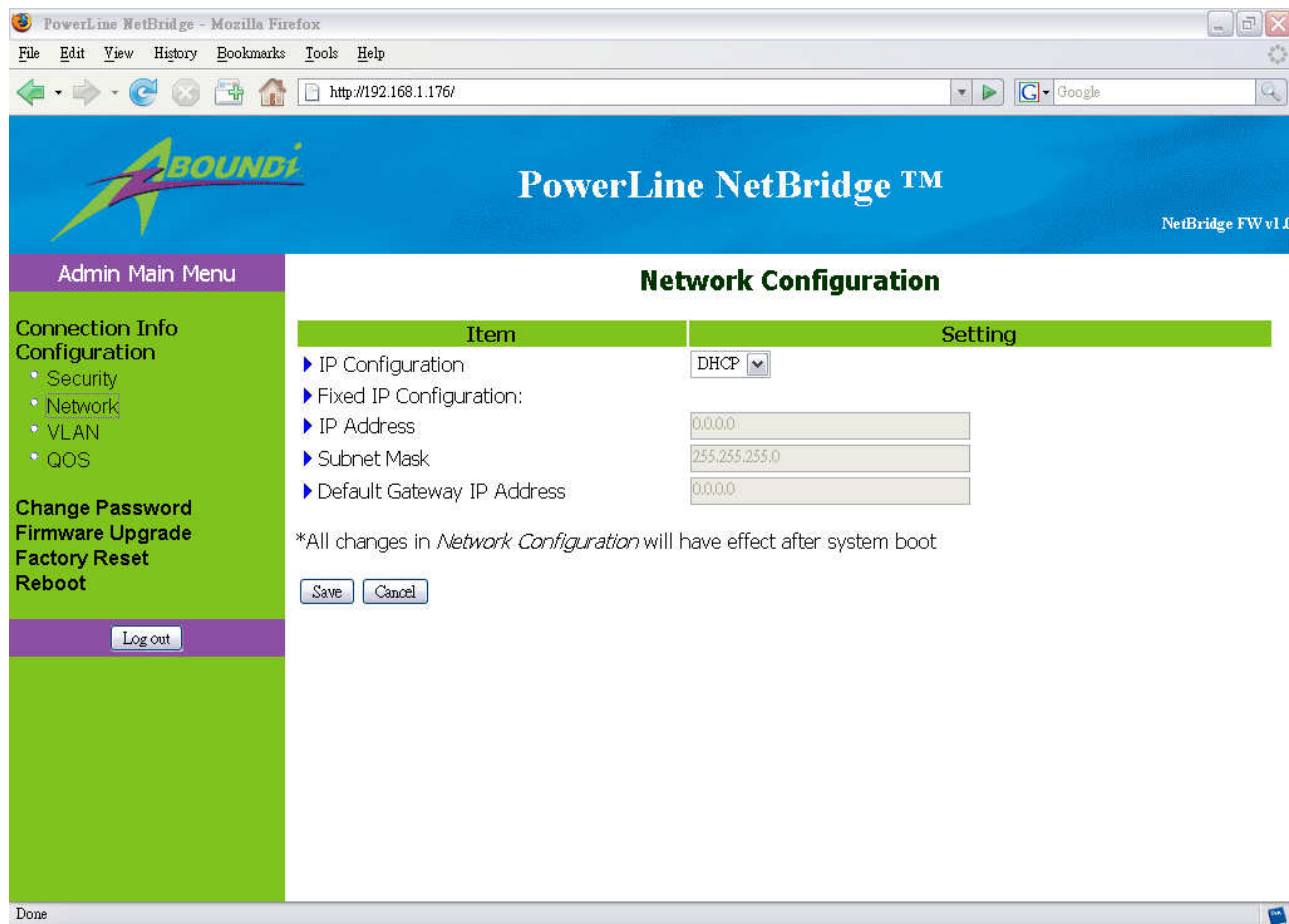 PowerLine NetBridge - Mozilla Firefox
File Edit View History Bookmarks Tools Help
http://192.168.1.176/
G Google
ABOUNDi
PowerLine NetBridge ™
NetBridge FW v1.0
Admin Main Menu
Connection Info
Configuration
Security
Network
VLAN
QOS
Change Password
Firmware Upgrade
Factory Reset
Reboot
Log out
Network Configuration
Item Setting
IP Configuration DHCP
Fixed IP Configuration:
IP Address 0.0.0.0
Subnet Mask 255.255.255.0
Default Gateway IP Address 0.0.0.0
*All changes in Network Configuration will have effect after system boot
Save Cancel
Done